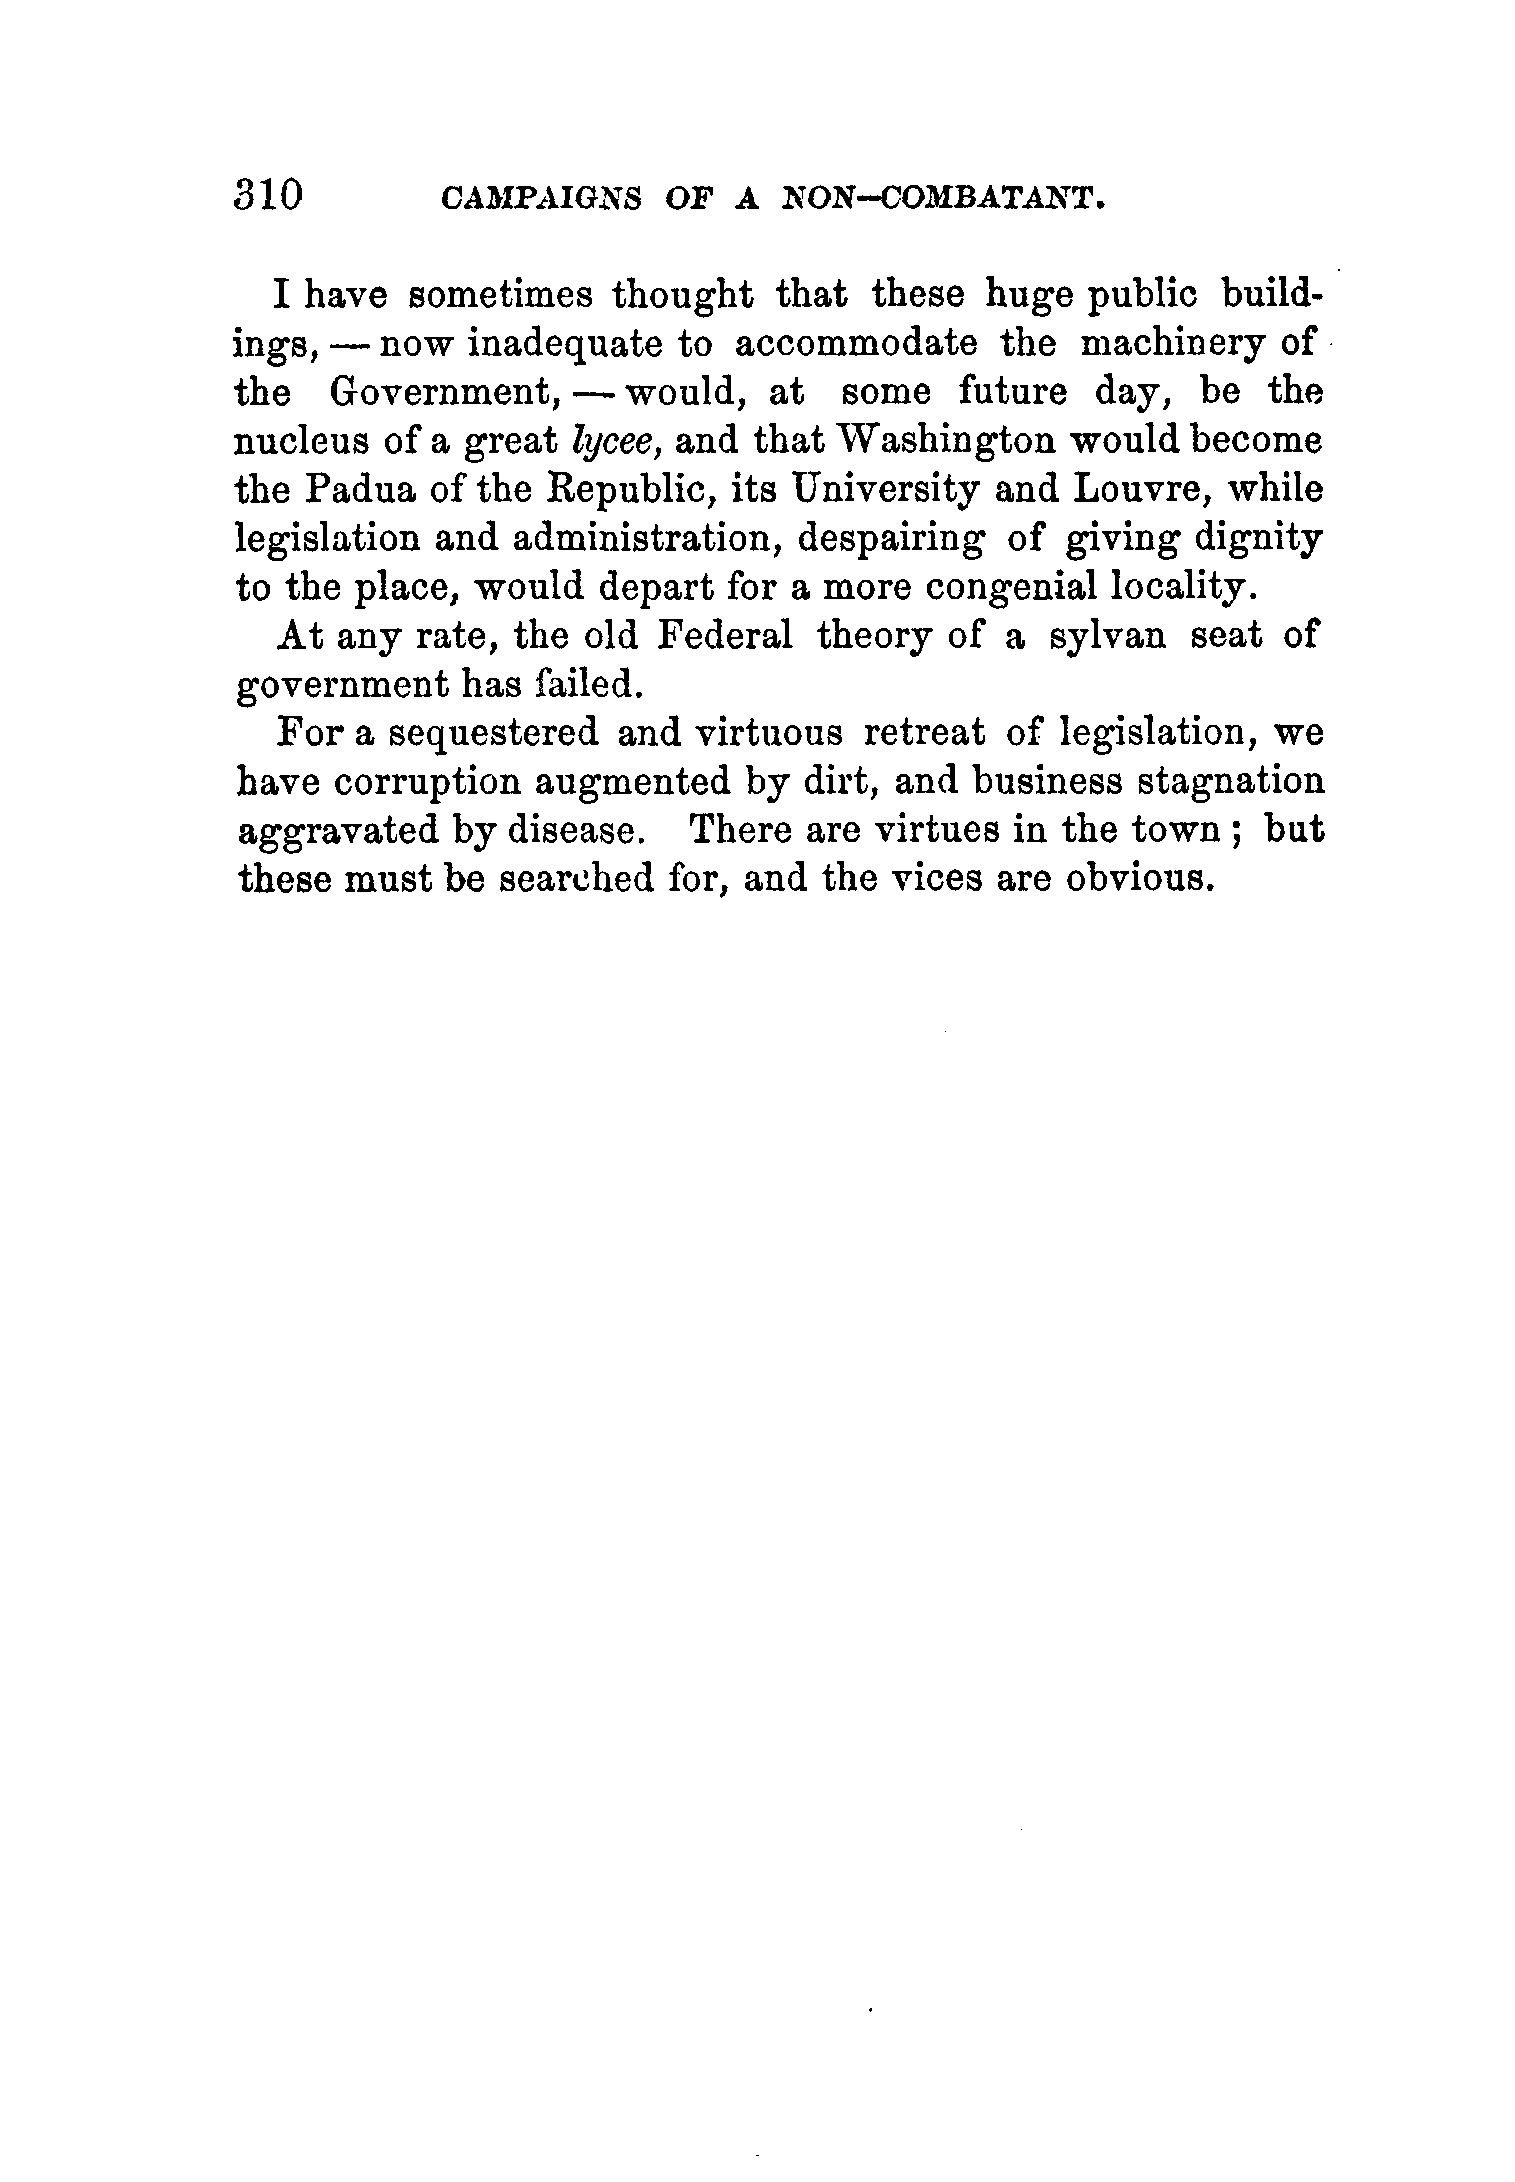 310 CAMPAIGNS OF A NON-COMBATANT.
I have sometimes thought that these huge public build-
ings, — now inadequate to accommodate the machinery of
the Government, — would, at some future day, be the
nucleus of a great lycee, and that Washington would become
the Padua of the Republic, its University and Louvre, while
legislation and administration, despairing of giving dignity
to the place, would depart for a more congenial locality.
At any rate, the old Federal theory of a sylvan seat of
government has failed.
For a sequestered and virtuous retreat of legislation, we
have corruption augmented by dirt, and business stagnation
aggravated by disease. There are virtues in the town ; but
these must be searched for, and the vices are obvious.